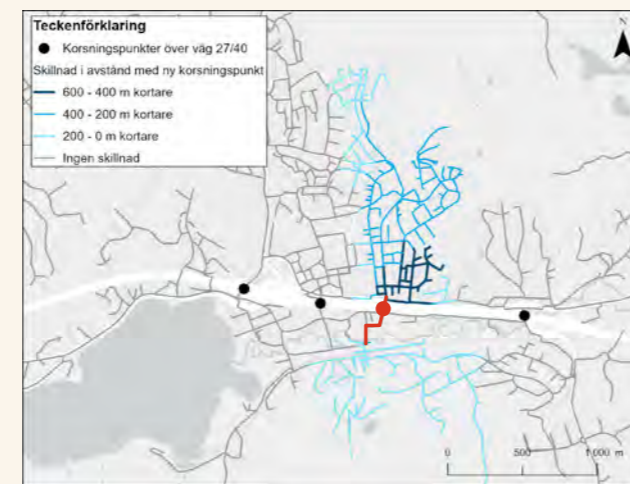 Teckenförklaring
Korsningspunkter över väg 27/40
Skillnad i avstånd med ny korsningspunkt
600 - 400 m kortare
400 - 200 m kortare
200 - 0 m kortare
Ingen skillnad
N
0 500 1 000 m